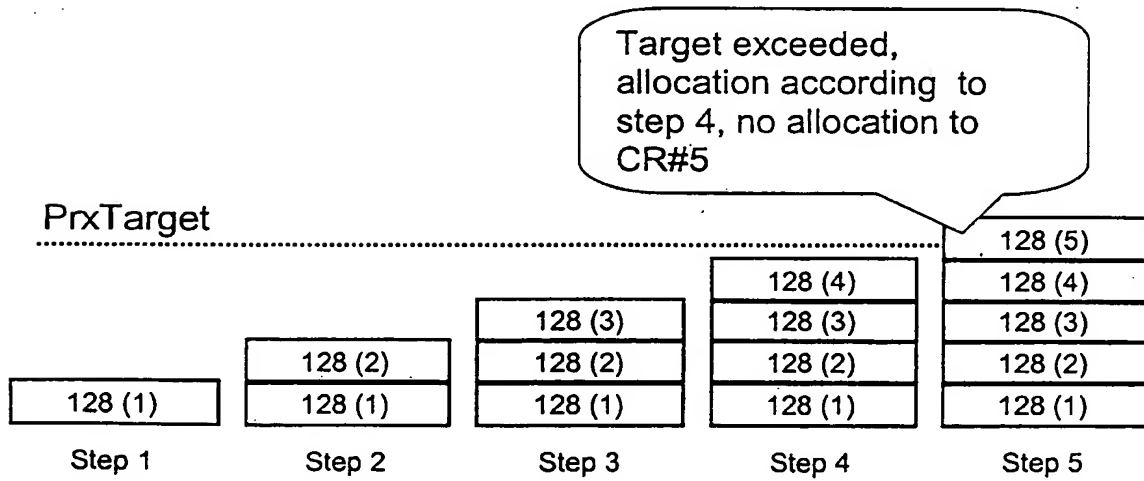 Target exceeded,
allocation according to
step 4, no allocation to
CR#5
PrxTarget
128 (5)
128 (4) 128 (4)
128 (3) 128 (3) 128 (3)
128 (2) 128 (2) 128 (2) 128 (2)
128 (1) 128 (1) 128 (1) 128 (1) 128 (1)
Step 1 Step 2 Step 3 Step 4 Step 5